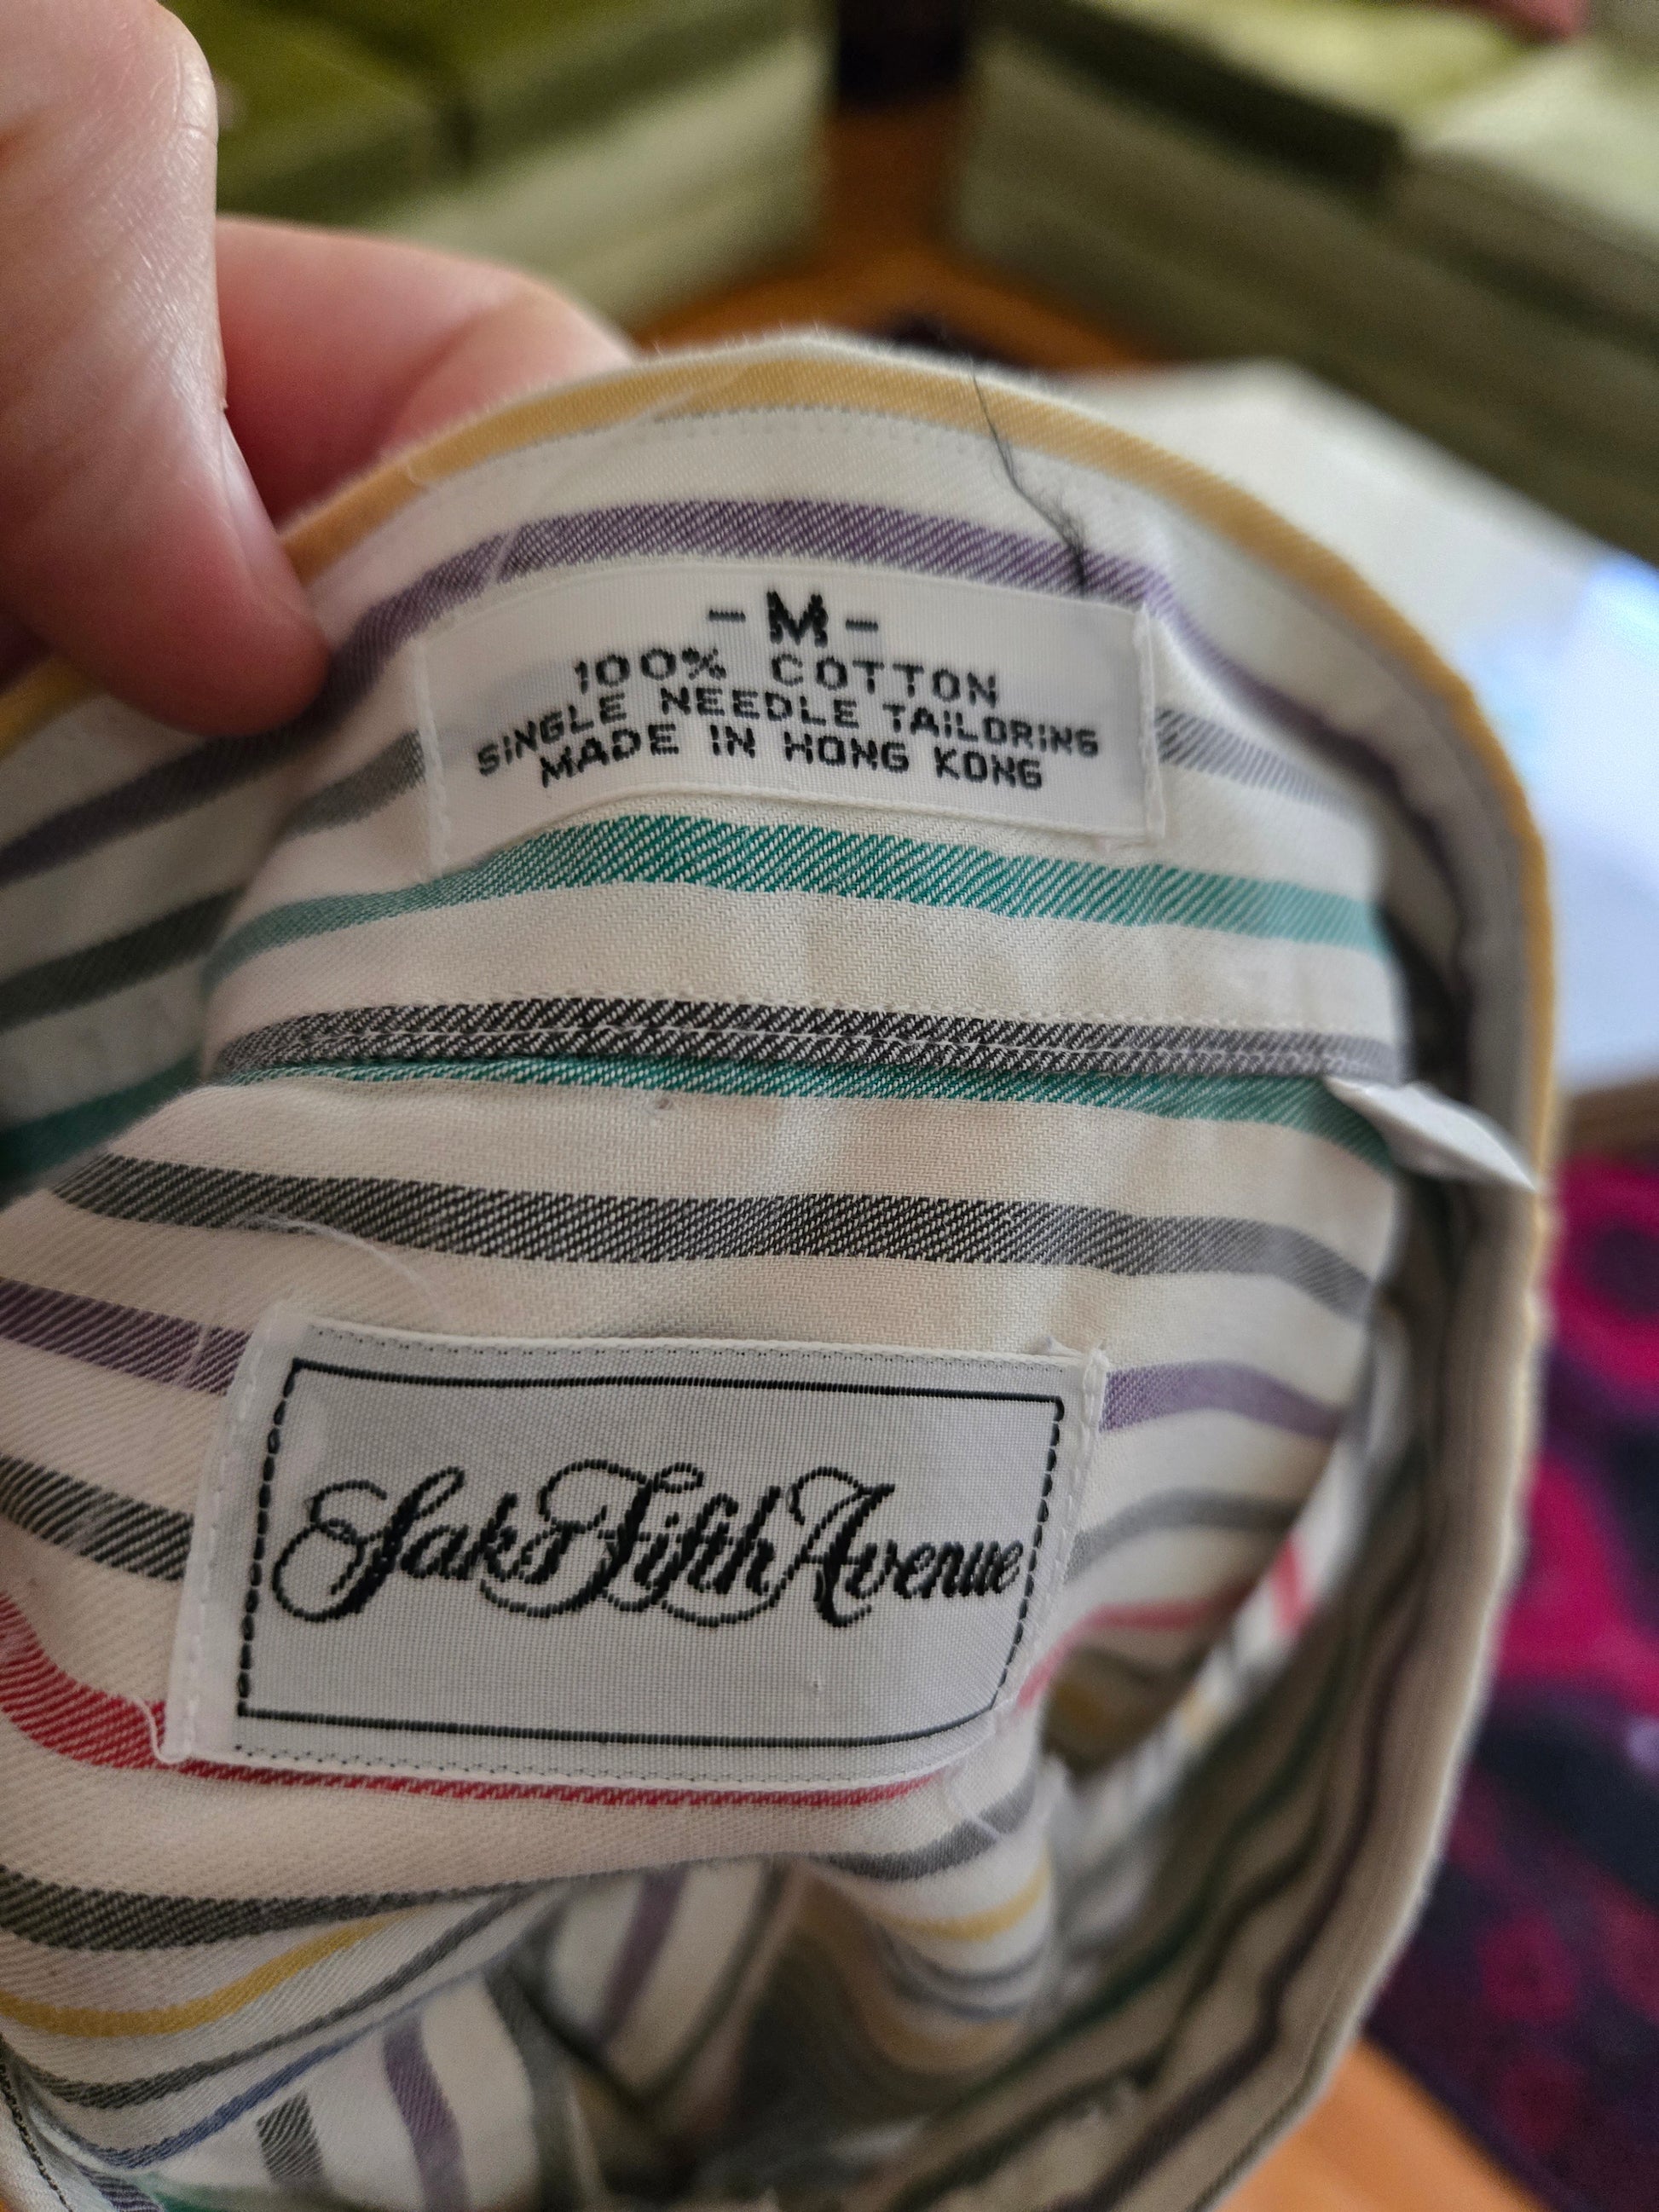 -M-
100% COTTON
SINGLE NEEDLE TAILORING
MADE IN HONG KONG
Saks Fifth Avenue